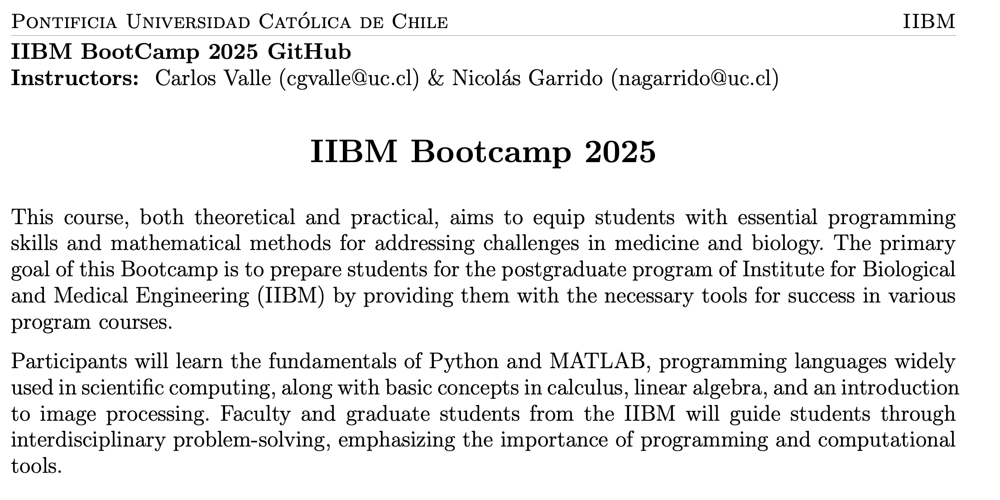 Pontificia Universidad Católica de Chile IIBM
IIBM BootCamp 2025 GitHub
Instructors: Carlos Valle (cgvalle@uc.cl) & Nicolás Garrido (nagarrido@uc.cl)
IIBM Bootcamp 2025
This course, both theoretical and practical, aims to equip students with essential programming
skills and mathematical methods for addressing challenges in medicine and biology. The primary
goal of this Bootcamp is to prepare students for the postgraduate program of Institute for Biological
and Medical Engineering (IIBM) by providing them with the necessary tools for success in various
program courses.
Participants will learn the fundamentals of Python and MATLAB, programming languages widely
used in scientific computing, along with basic concepts in calculus, linear algebra, and an introduction
to image processing. Faculty and graduate students from the IIBM will guide students through
interdisciplinary problem-solving, emphasizing the importance of programming and computational
tools.